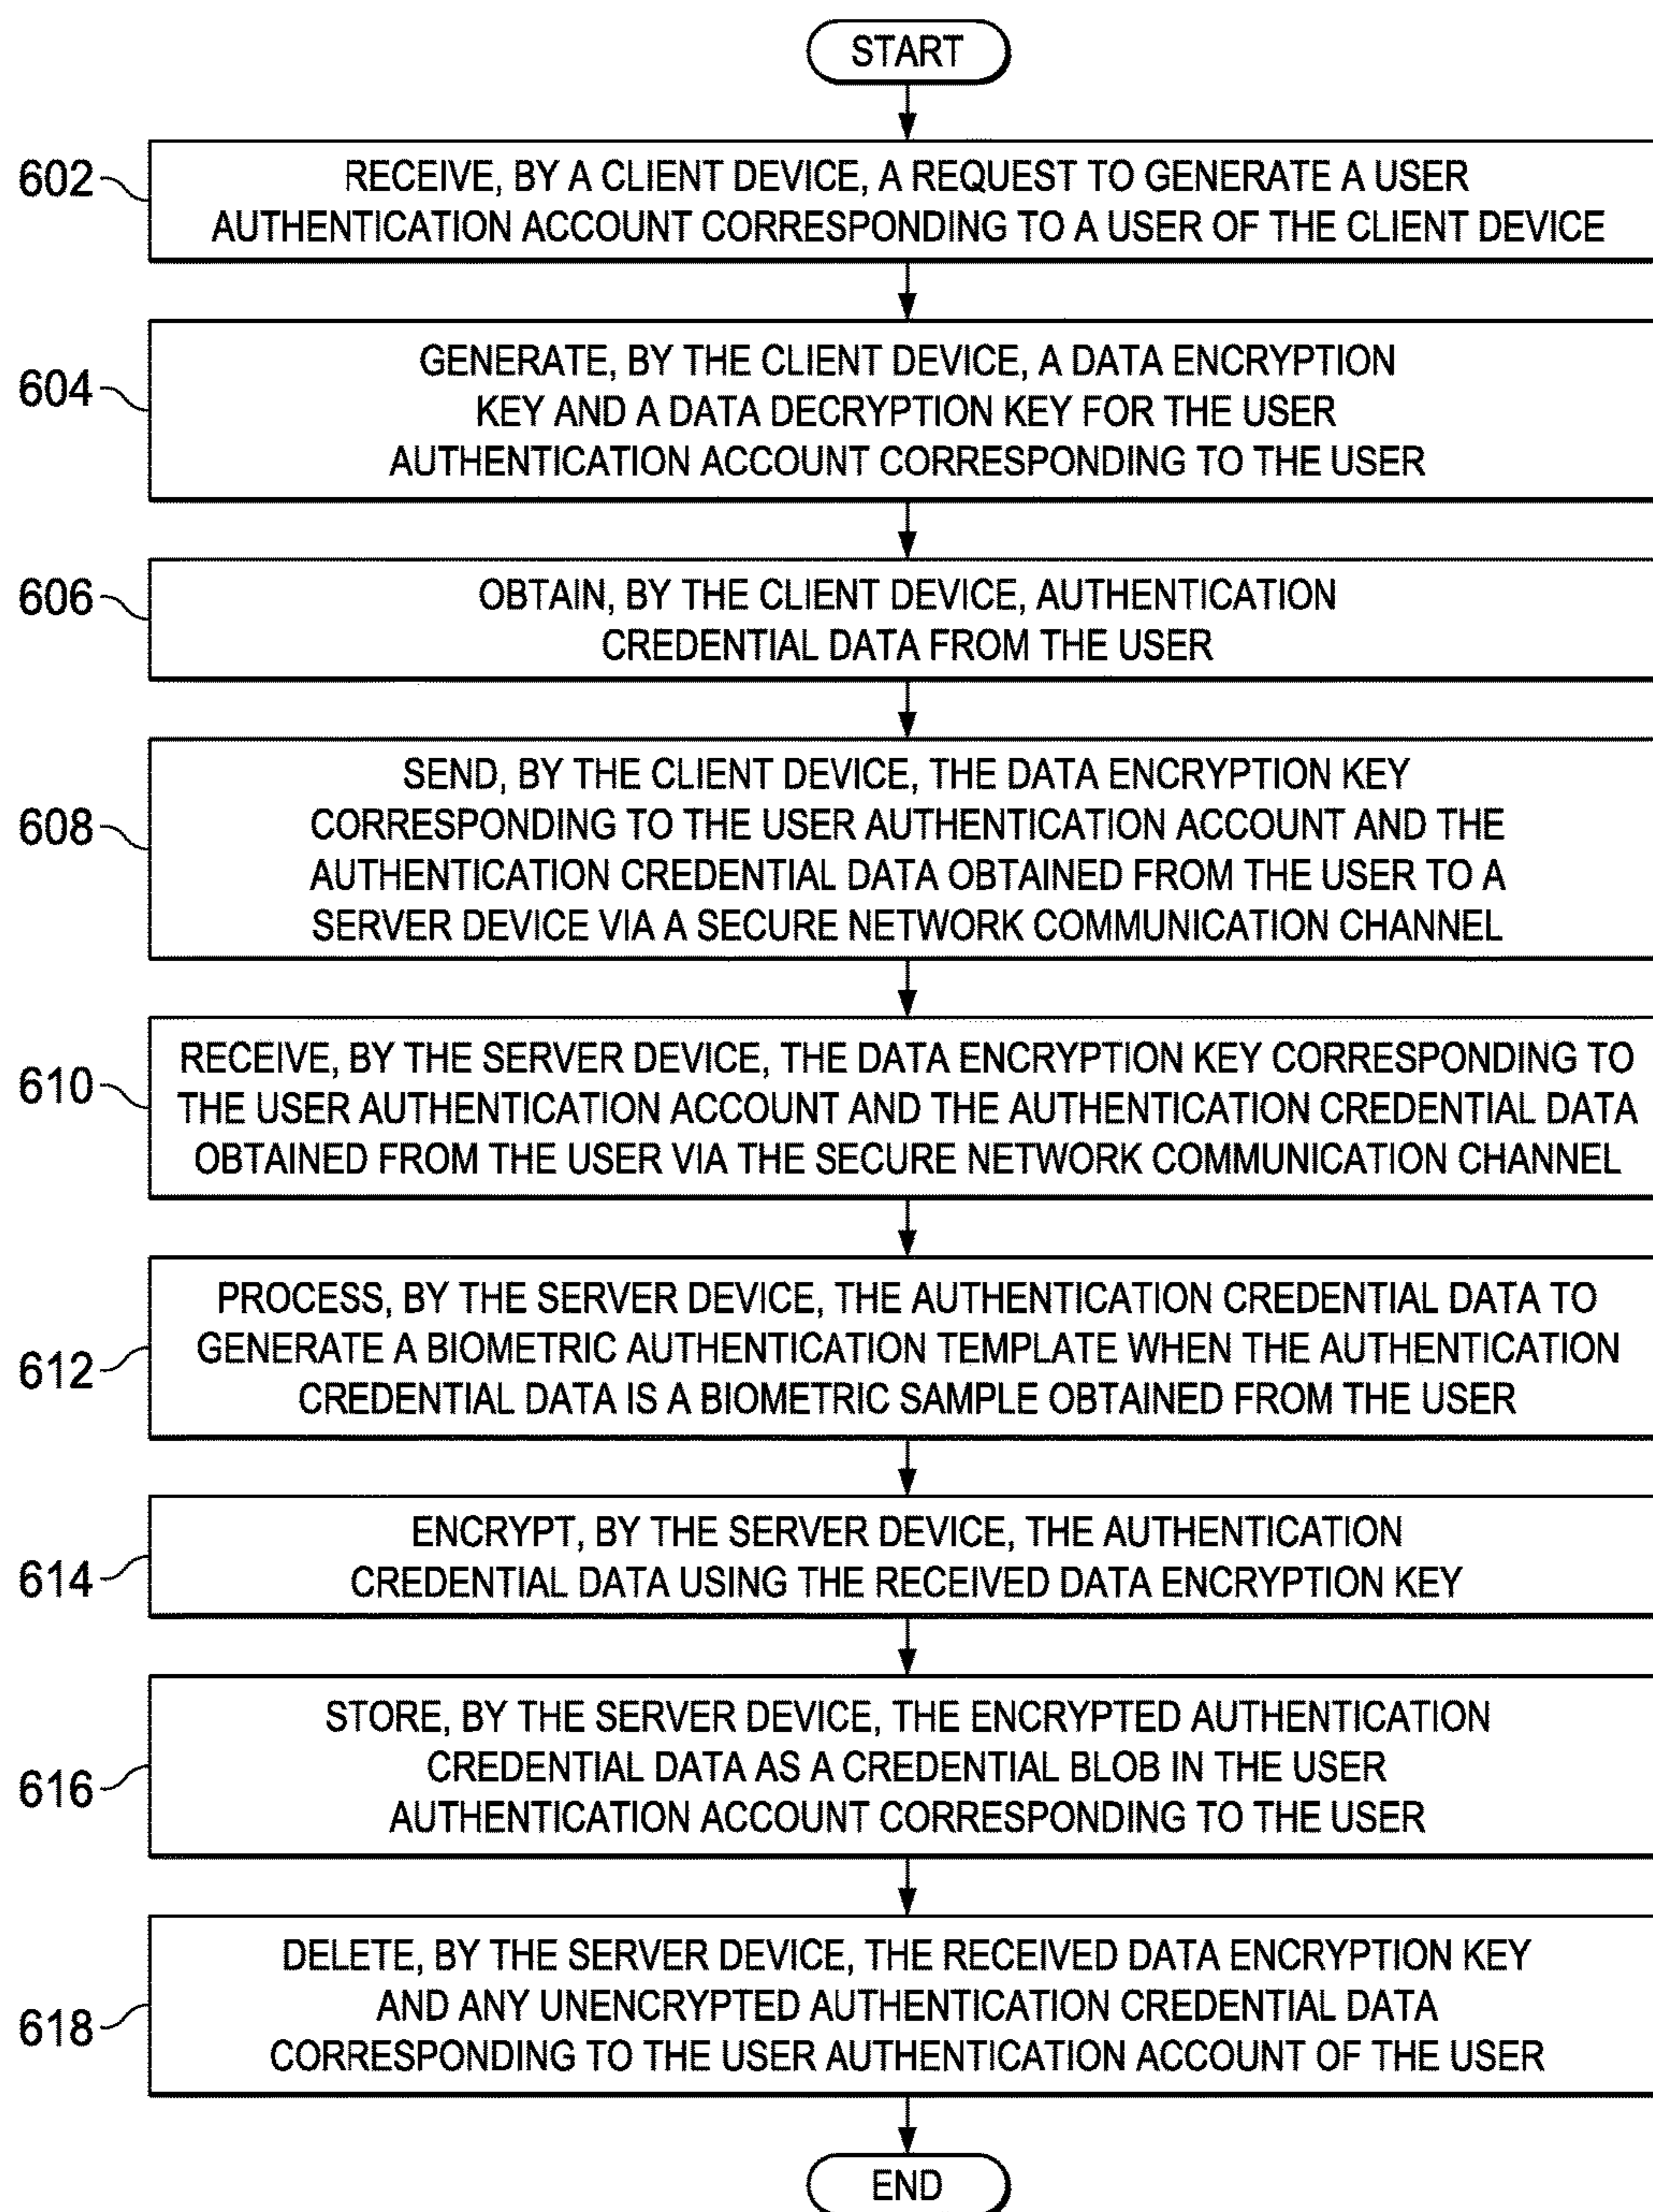 START
602
RECEIVE, BY A CLIENT DEVICE, A REQUEST TO GENERATE A USER
AUTHENTICATION ACCOUNT CORRESPONDING TO A USER OF THE CLIENT DEVICE
604
GENERATE, BY THE CLIENT DEVICE, A DATA ENCRYPTION
KEY AND A DATA DECRYPTION KEY FOR THE USER
AUTHENTICATION ACCOUNT CORRESPONDING TO THE USER
606
OBTAIN, BY THE CLIENT DEVICE, AUTHENTICATION
CREDENTIAL DATA FROM THE USER
608
SEND, BY THE CLIENT DEVICE, THE DATA ENCRYPTION KEY
CORRESPONDING TO THE USER AUTHENTICATION ACCOUNT AND THE
AUTHENTICATION CREDENTIAL DATA OBTAINED FROM THE USER TO A
SERVER DEVICE VIA A SECURE NETWORK COMMUNICATION CHANNEL
610
RECEIVE, BY THE SERVER DEVICE, THE DATA ENCRYPTION KEY CORRESPONDING TO
THE USER AUTHENTICATION ACCOUNT AND THE AUTHENTICATION CREDENTIAL DATA
OBTAINED FROM THE USER VIA THE SECURE NETWORK COMMUNICATION CHANNEL
612
PROCESS, BY THE SERVER DEVICE, THE AUTHENTICATION CREDENTIAL DATA TO
GENERATE A BIOMETRIC AUTHENTICATION TEMPLATE WHEN THE AUTHENTICATION
CREDENTIAL DATA IS A BIOMETRIC SAMPLE OBTAINED FROM THE USER
614
ENCRYPT, BY THE SERVER DEVICE, THE AUTHENTICATION
CREDENTIAL DATA USING THE RECEIVED DATA ENCRYPTION KEY
616
STORE, BY THE SERVER DEVICE, THE ENCRYPTED AUTHENTICATION
CREDENTIAL DATA AS A CREDENTIAL BLOB IN THE USER
AUTHENTICATION ACCOUNT CORRESPONDING TO THE USER
618
DELETE, BY THE SERVER DEVICE, THE RECEIVED DATA ENCRYPTION KEY
AND ANY UNENCRYPTED AUTHENTICATION CREDENTIAL DATA
CORRESPONDING TO THE USER AUTHENTICATION ACCOUNT OF THE USER
END